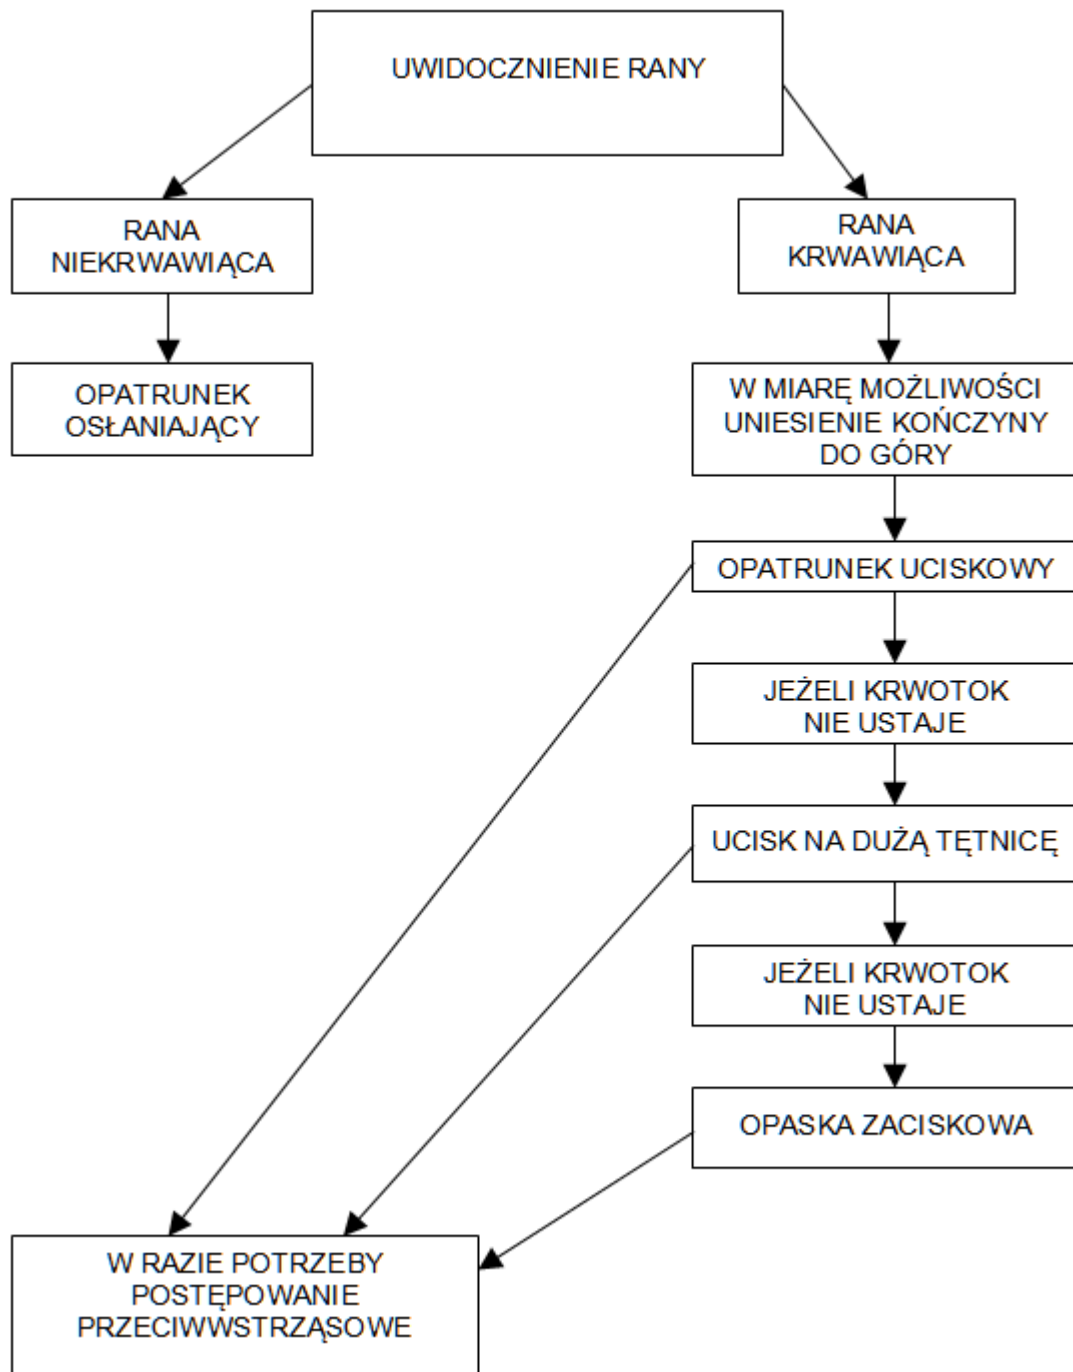 UWIDOCZNIENIE RANY
RANA
NIEKRWAWIĄCA
RANA
KRWAWIĄCA
OPATRUNEK
OSŁANIAJĄCY
W MIARĘ MOŻLIWOŚCI
UNIESIENIE KOŃCZYNY
DO GÓRY
OPATRUNEK UCISKOWY
JEŻELI KRWOTOK
NIE USTAJE
UCISK NA DUŻĄ TĘTNICĘ
JEŻELI KRWOTOK
NIE USTAJE
OPASKA ZACISKOWA
W RAZIE POTRZEBY
POSTĘPOWANIE
PRZECIWWSTRZĄSOWE